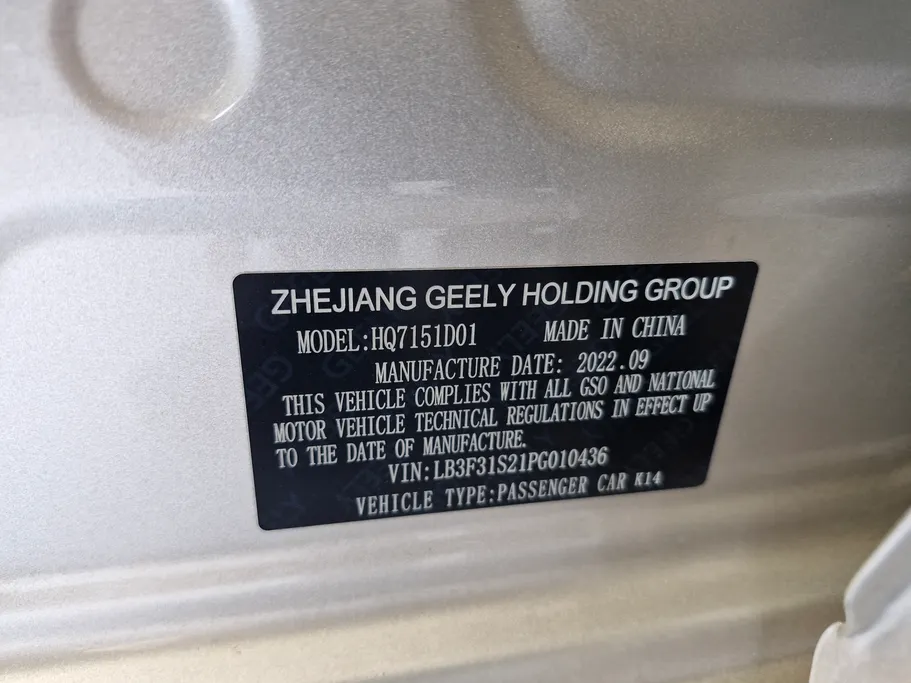 ZHEJIANG GEELY HOLDING GROUP
MODEL:HQ7151D01 MADE IN CHINA
MANUFACTURE DATE: 2022.09
THIS VEHICLE COMPLIES WITH ALL GSO AND NATIONAL
MOTOR VEHICLE TECHNICAL REGULATIONS IN EFFECT UP
TO THE DATE OF MANUFACTURE.
VIN:LB3F31S21PG010436
VEHICLE TYPE:PASSENGER CAR K14